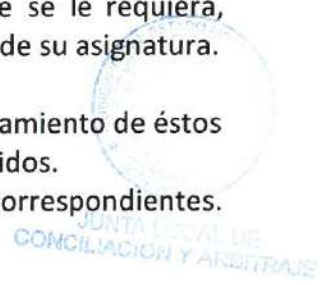 e se le requiera,
de su asignatura.
amiento de éstos
idos.
orrespondientes.
JUNTA LOCAL DE
CONCILIACION Y ARBITRAJE